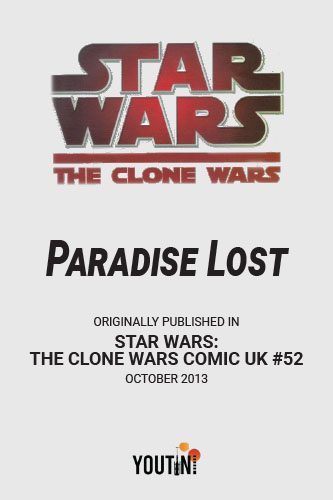 STAR
WARS
THE CLONE WARS
PARADISE LOST
ORIGINALLY PUBLISHED IN
STAR WARS:
THE CLONE WARS COMIC UK #52
OCTOBER 2013
YOUTINI